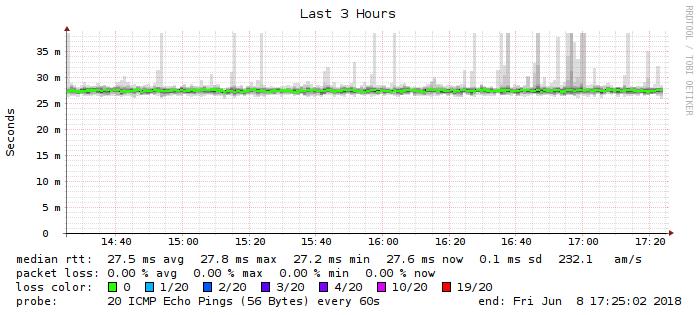 Last 3 Hours
RRDTOOL / TOBI OETIKER
Seconds
35 m
30 m
25 m
20 m
15 m
10 m
5 m
0
14:40 15:00 15:20 15:40 16:00 16:20 16:40 17:00 17:20
median rtt: 27.5 ms avg 27.8 ms max 27.2 ms min 27.6 ms now 0.1 ms sd 232.1 am/s
packet loss: 0.00 % avg 0.00 % max 0.00 % min 0.00 % now
loss color: 0 1/20 2/20 3/20 4/20 10/20 19/20
probe: 20 ICMP Echo Pings (56 Bytes) every 60s end: Fri Jun 8 17:25:02 2018